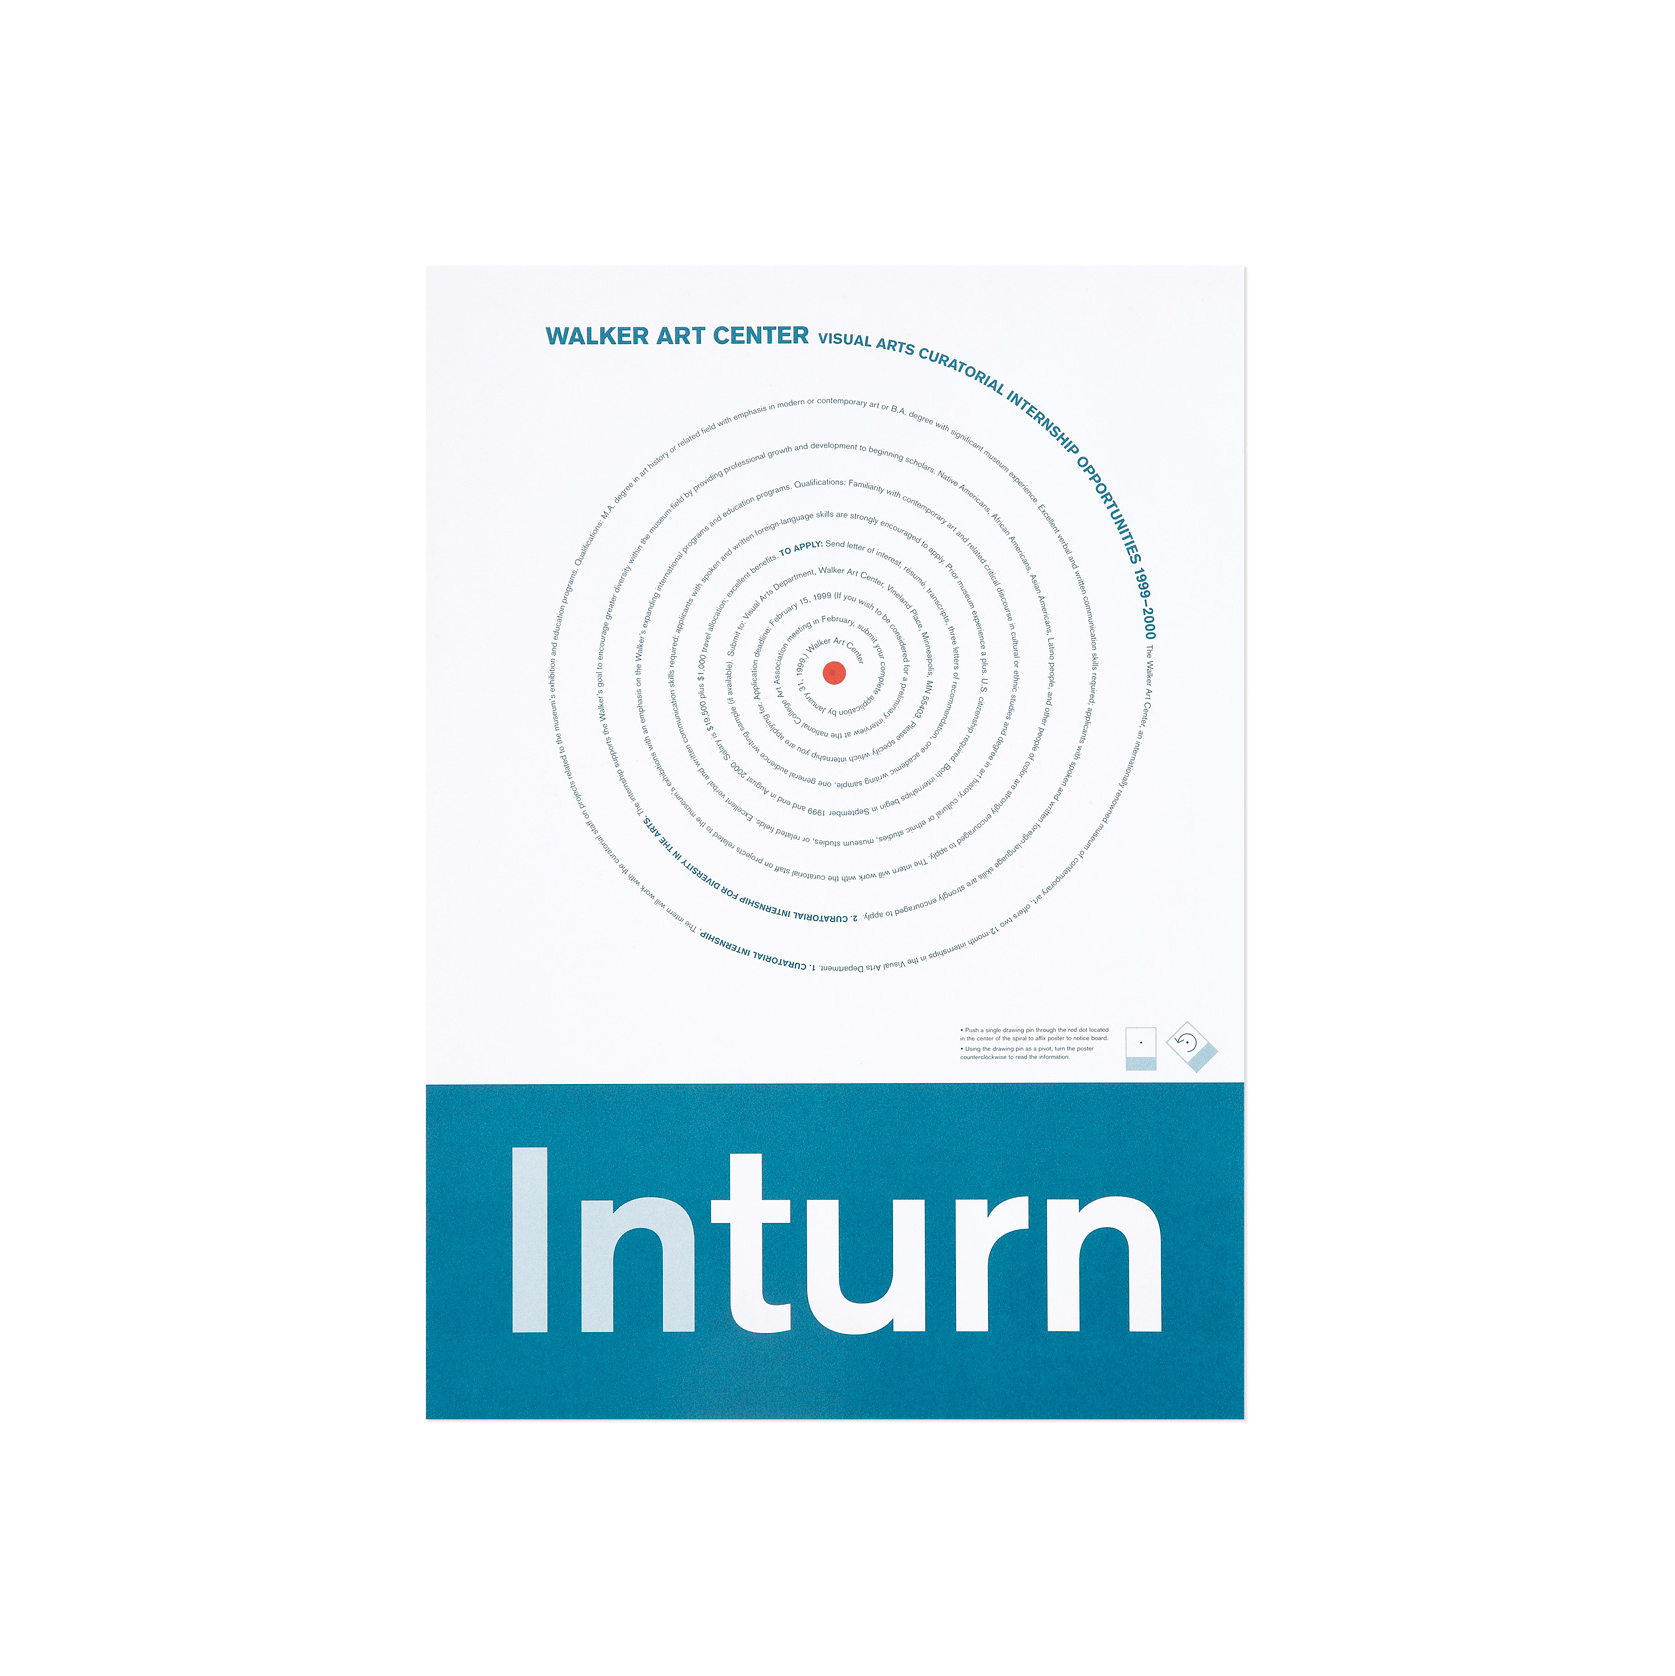 WALKER ART CENTER VISUAL ARTS CURATORIAL INTERNSHIP OPPORTUNITIES 1999–2000 The Walker Art Center, an internationally renowned museum of contemporary art, offers two 12-month internships in the Visual Arts Department. 1. CURATORIAL INTERNSHIP. The intern will work with the curatorial staff on projects related to the museum's exhibition and education programs. Qualifications: M.A. degree in art history or related field with emphasis in modern or contemporary art or B.A. degree with significant museum experience. Excellent verbal and written communication skills required; applicants with spoken and written foreign-language skills are strongly encouraged to apply. 2. CURATORIAL INTERNSHIP FOR DIVERSITY IN THE ARTS. The internship supports the Walker's goal to encourage greater diversity within the museum field by providing professional growth and development to beginning scholars. Native Americans, African Americans, Asian Americans, Latino people, and other people of color are strongly encouraged to apply. The intern will work with the curatorial staff on projects related to the museum's exhibitions with an emphasis on the Walker's expanding international programs and education programs. Qualifications: Familiarity with contemporary art and related critical discourse in cultural or ethnic studies and degree in art history, cultural or ethnic studies, museum studies, or related fields. Excellent verbal and written communication skills required; applicants with spoken and written foreign-language skills are strongly encouraged to apply. Prior museum experience a plus. U.S. citizenship required. Both internships begin in September 1999 and end in August 2000. Salary is $19,500 plus $1,000 travel allocation; excellent benefits. TO APPLY: Send letter of interest, résumé, transcripts, three letters of recommendation, one academic writing sample, one general audience writing sample (if available). Submit to: Visual Arts Department, Walker Art Center, Vineland Place, Minneapolis, MN 55403. Please specify which internship you are applying for. Application deadline: February 15, 1999 (If you wish to be considered for a preliminary interview at the national College Art Association meeting in February, submit your complete application by January 31, 1999.) Walker Art Center
• Push a single drawing pin through the red dot located
in the center of the spiral to affix poster to notice board.
• Using the drawing pin as a pivot, turn the poster
counterclockwise to read the information.
Inturn